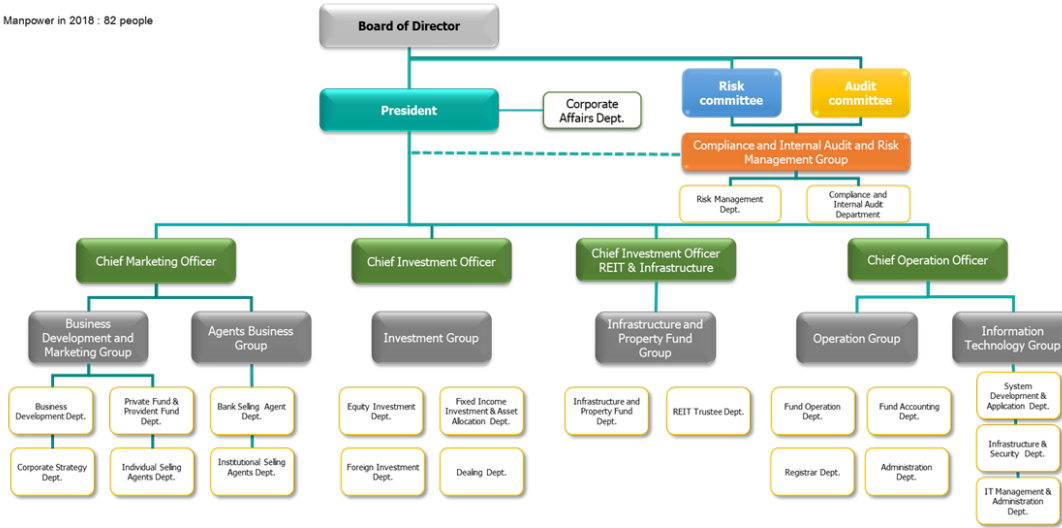 Manpower in 2018 : 82 people
Board of Director
President
Corporate
Affairs Dept.
Risk
committee
Audit
committee
Compliance and Internal Audit and Risk
Management Group
Risk Management
Dept.
Compliance and
Internal Audit
Department
Chief Marketing Officer
Chief Investment Officer
Chief Investment Officer
REIT & Infrastructure
Chief Operation Officer
Business
Development and
Marketing Group
Agents Business
Group
Investment Group
Infrastructure and
Property Fund
Group
Operation Group
Information
Technology Group
Business
Development Dept.
Private Fund &
Provident Fund
Dept.
Bank Selling Agent
Dept.
Equity Investment
Dept.
Fixed Income
Investment & Asset
Allocation Dept.
Infrastructure and
Property Fund
Dept.
REIT Trustee Dept.
Fund Operation
Dept.
Fund Accounting
Dept.
System
Development &
Application Dept.
Corporate Strategy
Dept.
Individual Selling
Agents Dept.
Institutional Selling
Agents Dept.
Foreign Investment
Dept.
Dealing Dept.
Registrar Dept.
Administration
Dept.
Infrastructure &
Security Dept.
IT Management &
Administration
Dept.